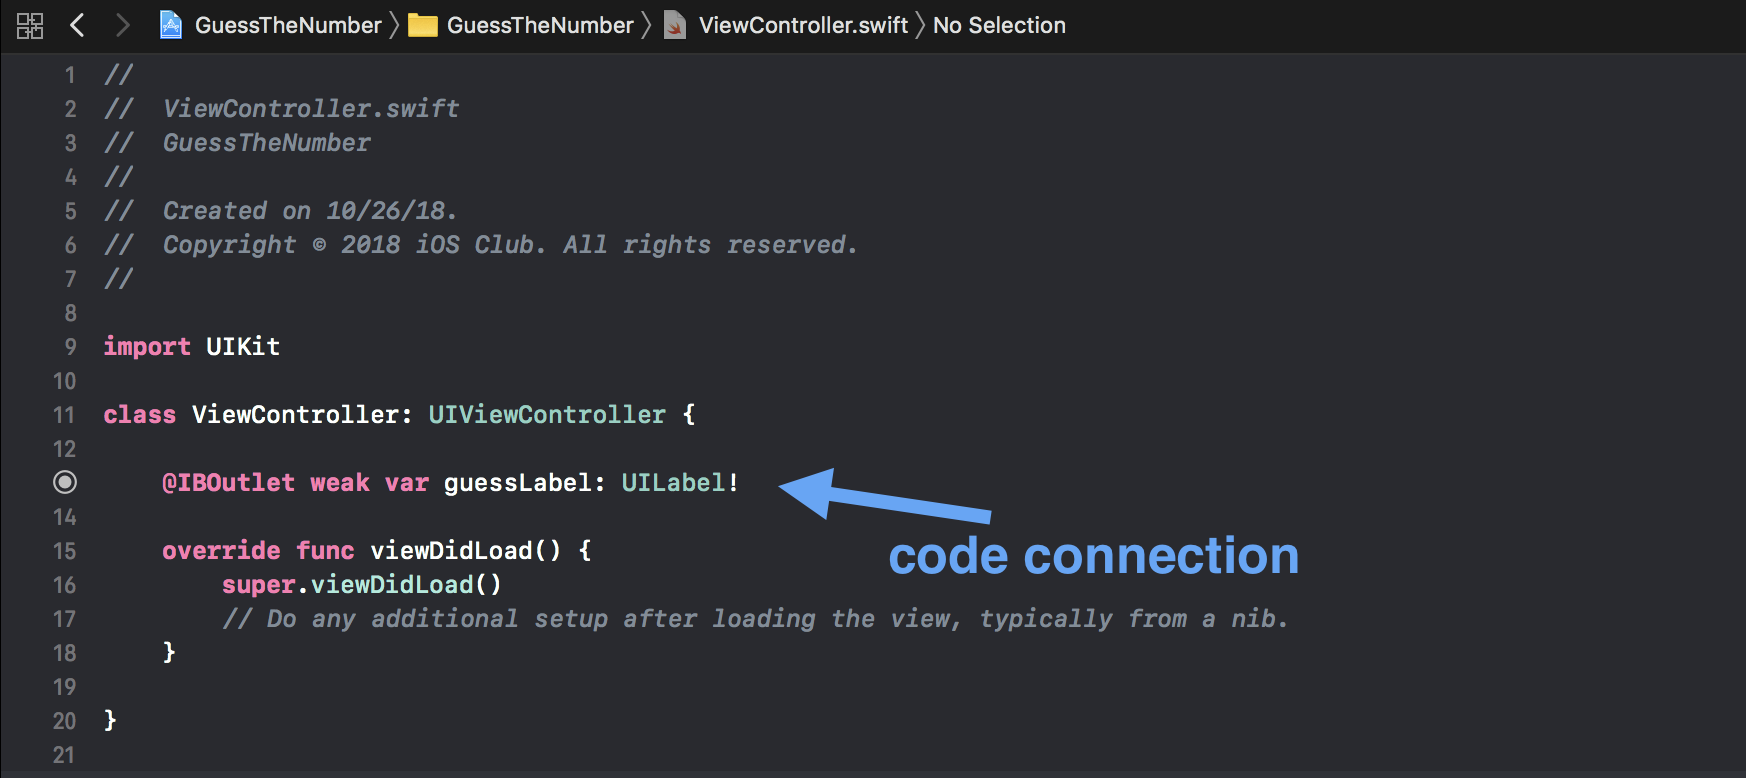 GuessTheNumber GuessTheNumber ViewController.swift No Selection
1 //
2 //  ViewController.swift
3 //  GuessTheNumber
4 //
5 //  Created on 10/26/18.
6 //  Copyright © 2018 iOS Club. All rights reserved.
7 //
8
9 import UIKit
10
11 class ViewController: UIViewController {
12
@IBOutlet weak var guessLabel: UILabel!
14
code connection
15     override func viewDidLoad() {
16         super.viewDidLoad()
17         // Do any additional setup after loading the view, typically from a nib.
18     }
19
20 }
21